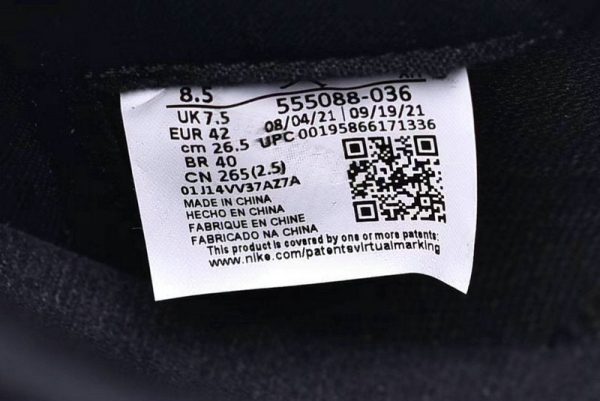 8.5
555088-036
UK 7.5
08/04/21 | 09/19/21
EUR 42
UPC 00195866171336
cm 26.5
BR 40
CN 265(2.5)
01J14VV37AZ7A
MADE IN CHINA
HECHO EN CHINA
FABRIQUE EN CHINE
FABRICADO NA CHINA
This product is covered by one or more patents:
www.nike.com/patentsvirtualmarking